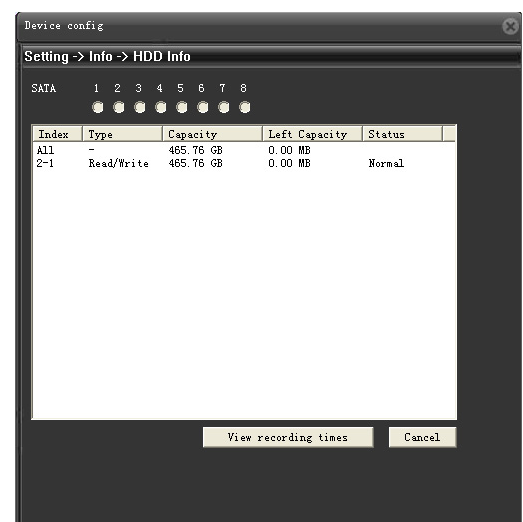 Device config
Setting -> Info -> HDD Info
SATA 1 2 3 4 5 6 7 8
Index Type Capacity Left Capacity Status
All - 465.76 GB 0.00 MB
2-1 Read/Write 465.76 GB 0.00 MB Normal
View recording times Cancel